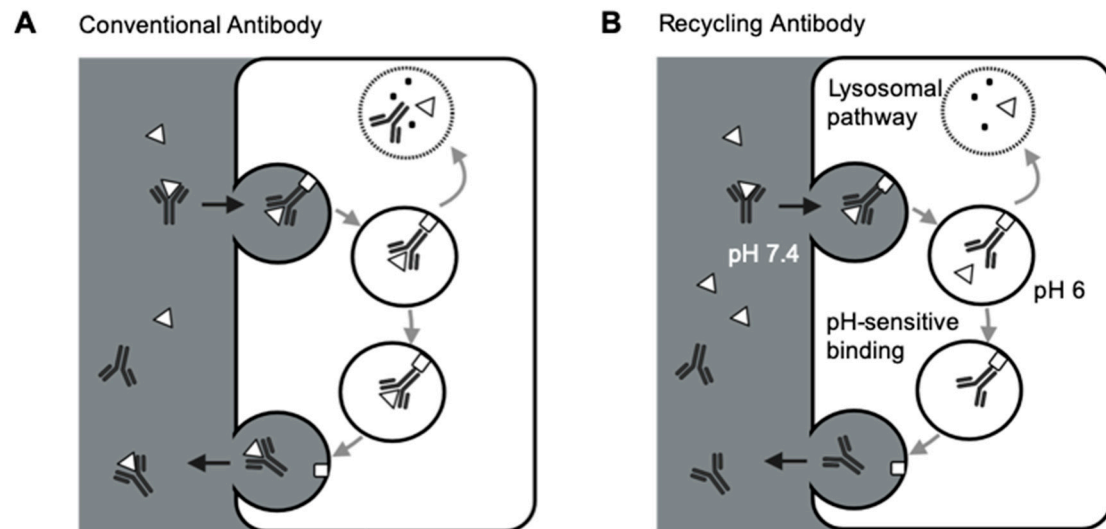 A Conventional Antibody
B Recycling Antibody
Lysosomal
pathway
pH 7.4
pH 6
pH-sensitive
binding